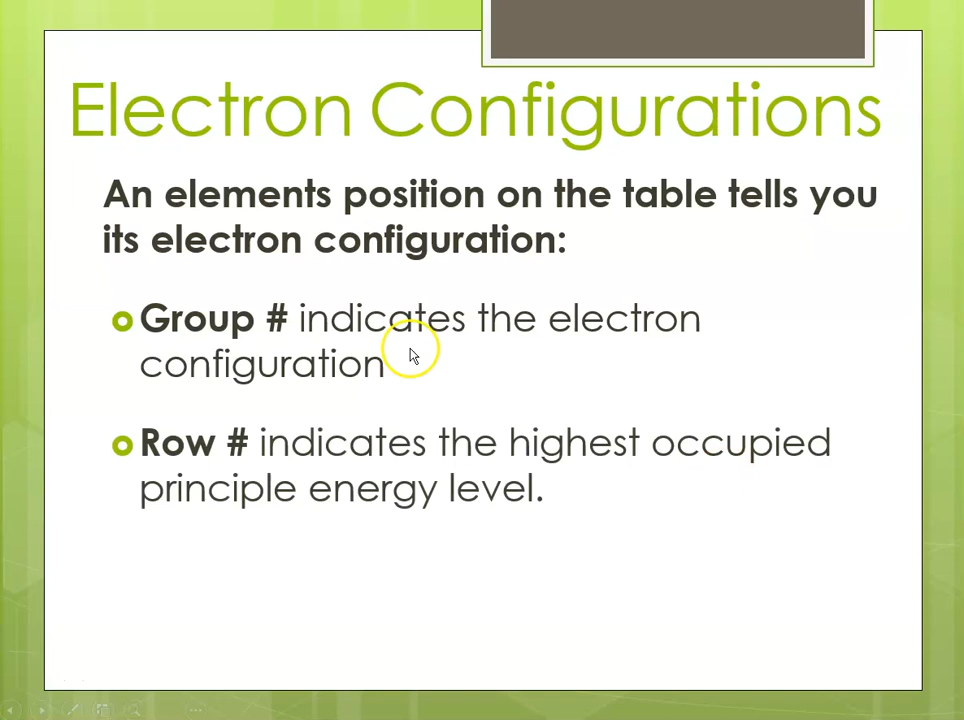 Electron Configurations
An elements position on the table tells you
its electron configuration:
Group # indicates the electron
configuration
Row # indicates the highest occupied
principle energy level.